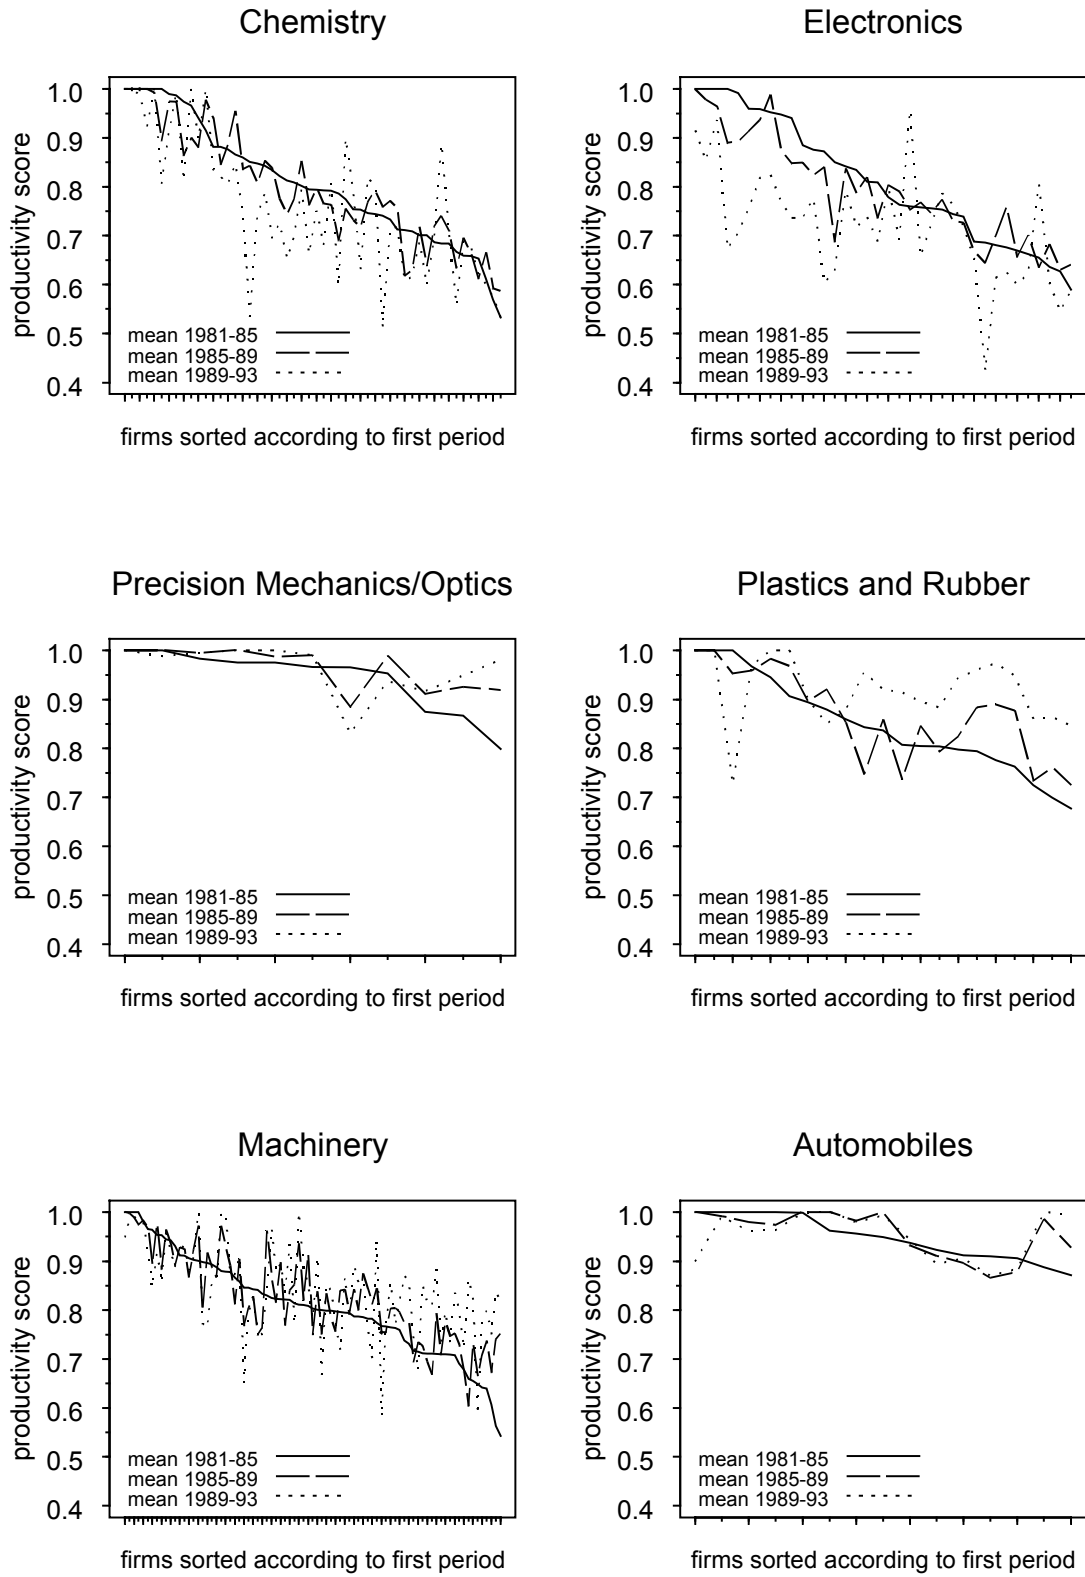 Chemistry
productivity score
1.0
0.9
0.8
0.7
0.6
0.5
0.4
mean 1981-85
mean 1985-89
mean 1989-93
firms sorted according to first period
Electronics
productivity score
1.0
0.9
0.8
0.7
0.6
0.5
0.4
mean 1981-85
mean 1985-89
mean 1989-93
firms sorted according to first period
Precision Mechanics/Optics
productivity score
1.0
0.9
0.8
0.7
0.6
0.5
0.4
mean 1981-85
mean 1985-89
mean 1989-93
firms sorted according to first period
Plastics and Rubber
productivity score
1.0
0.9
0.8
0.7
0.6
0.5
0.4
mean 1981-85
mean 1985-89
mean 1989-93
firms sorted according to first period
Machinery
productivity score
1.0
0.9
0.8
0.7
0.6
0.5
0.4
mean 1981-85
mean 1985-89
mean 1989-93
firms sorted according to first period
Automobiles
productivity score
1.0
0.9
0.8
0.7
0.6
0.5
0.4
mean 1981-85
mean 1985-89
mean 1989-93
firms sorted according to first period